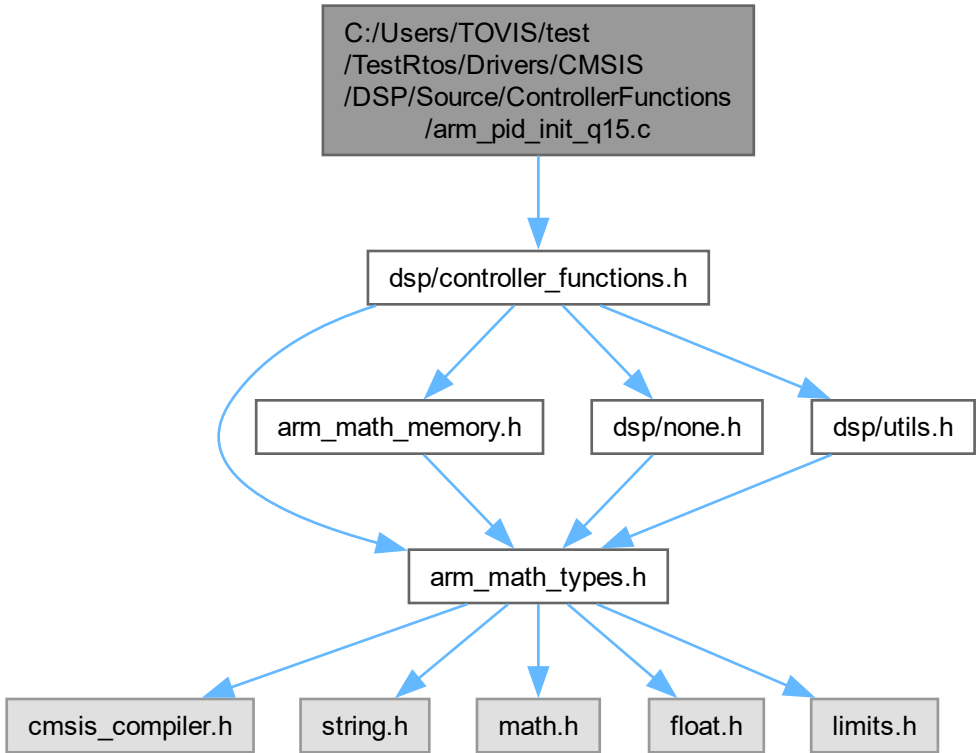 C:/Users/TOVIS/test
/TestRtos/Drivers/CMSIS
/DSP/Source/ControllerFunctions
/arm_pid_init_q15.c
dsp/controller_functions.h
arm_math_memory.h
dsp/none.h
dsp/utils.h
arm_math_types.h
cmsis_compiler.h
string.h
math.h
float.h
limits.h